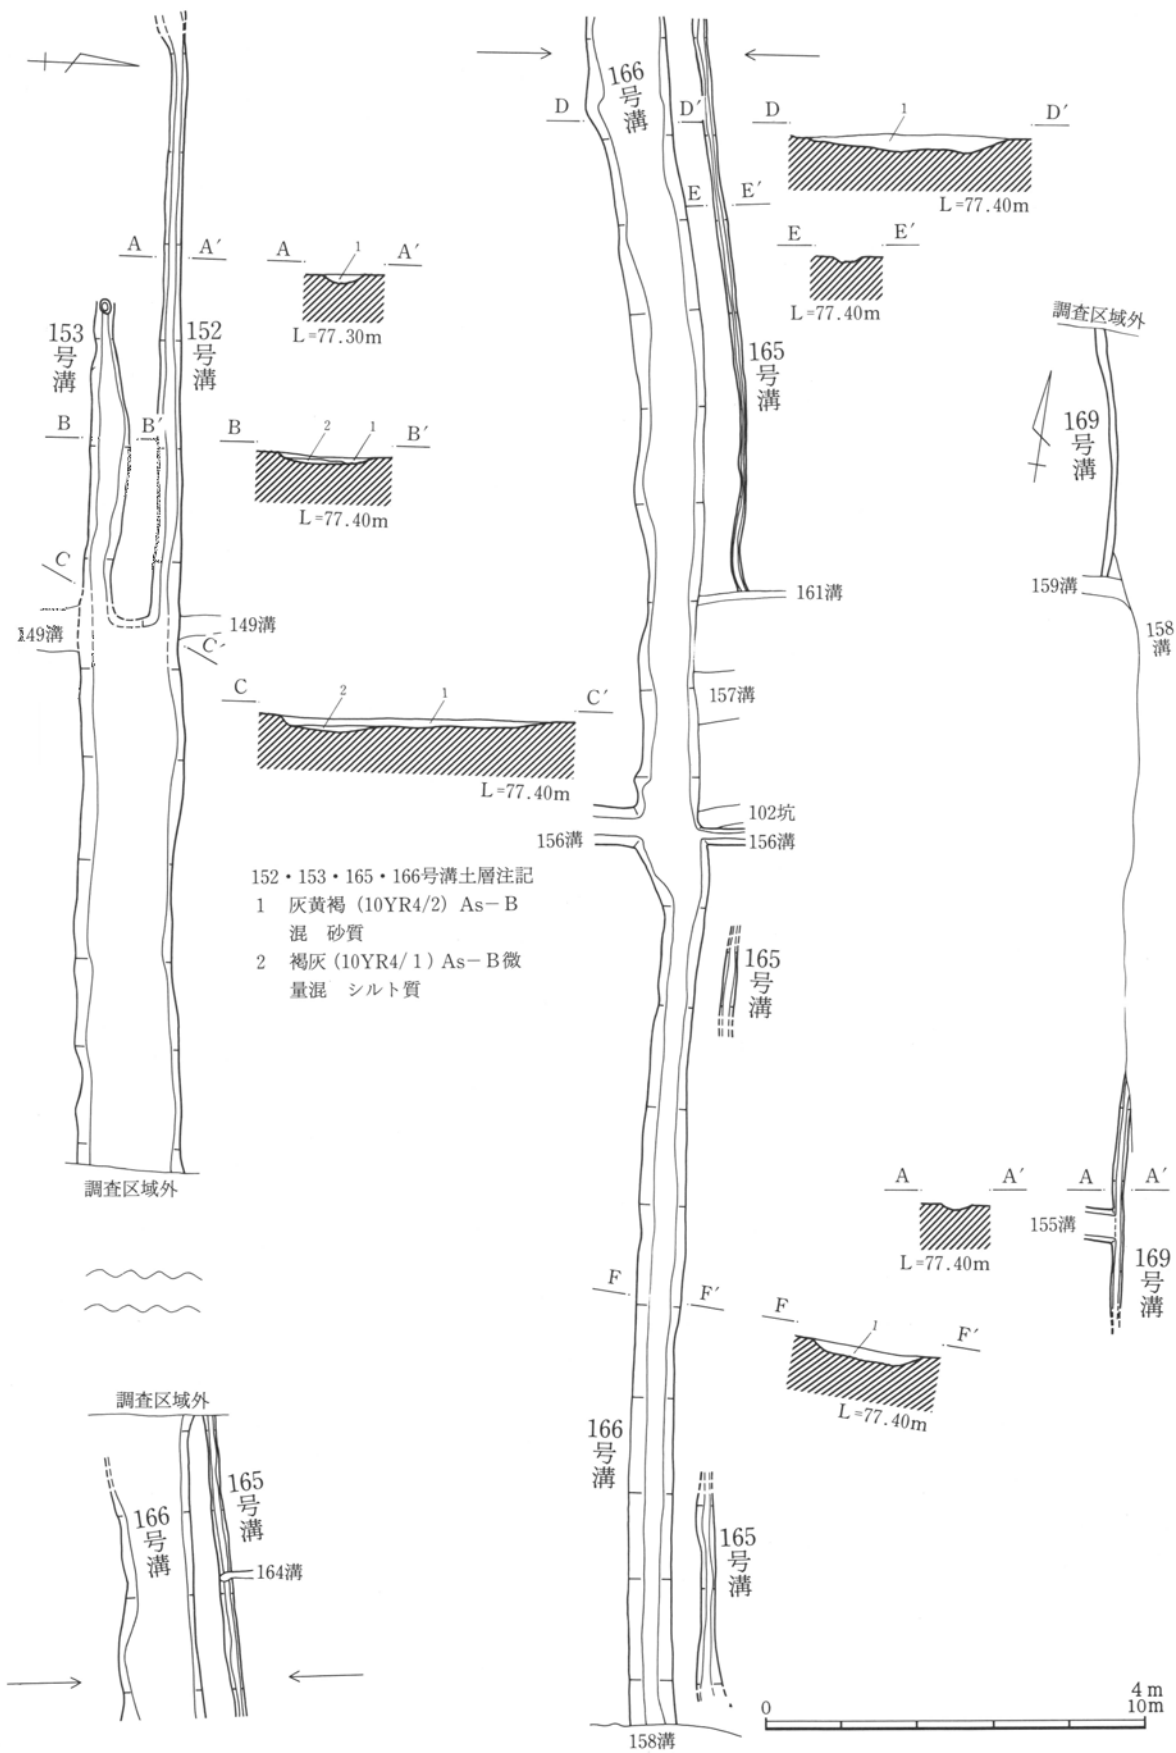 166
号
溝
D
D′
D
1
D′
L=77.40m
E
E′
E
E′
L=77.40m
A
A′
A
1
A′
L=77.30m
153
号
溝
152
号
溝
165
号
溝
調査区域外
169
号
溝
B
B′
B
2
1
B′
L=77.40m
C
149溝
149溝
C′
161溝
159溝
158
溝
157溝
C
2
1
C′
L=77.40m
102坑
156溝
156溝
152・153・165・166号溝土層注記
1 灰黄褐 (10YR4/2) As－B
混 砂質
2 褐灰 (10YR4/1) As－B微
量混 シルト質
165
号
溝
調査区域外
A
A′
A
A′
155溝
L=77.40m
169
号
溝
F
F′
F
1
F′
L=77.40m
調査区域外
166
号
溝
165
号
溝
164溝
166
号
溝
165
号
溝
158溝
4m
0
10m